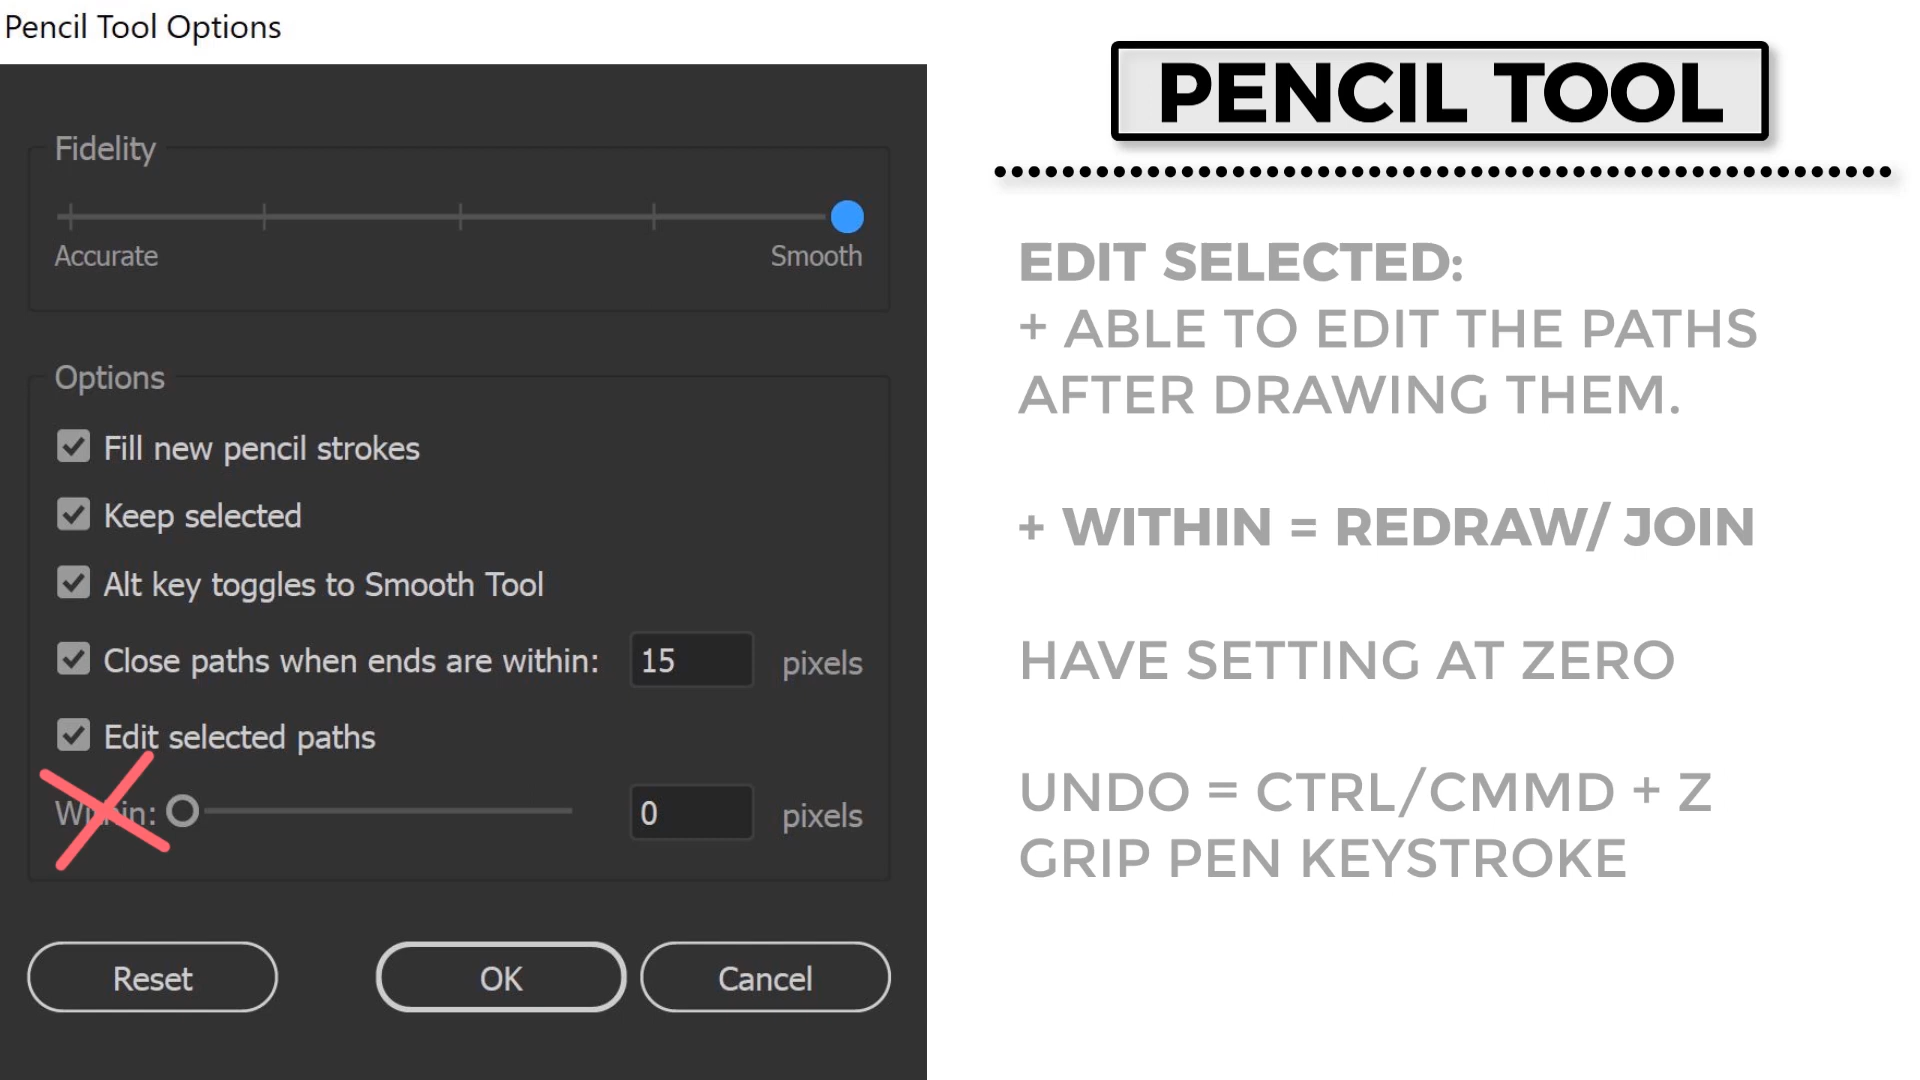 Pencil Tool Options
Fidelity
Accurate
Smooth
Options
Fill new pencil strokes
Keep selected
Alt key toggles to Smooth Tool
Close paths when ends are within: 15 pixels
Edit selected paths
Within: 0 pixels
Reset
OK
Cancel
PENCIL TOOL
EDIT SELECTED:
+ ABLE TO EDIT THE PATHS
AFTER DRAWING THEM.
+ WITHIN = REDRAW/ JOIN
HAVE SETTING AT ZERO
UNDO = CTRL/CMMD + Z
GRIP PEN KEYSTROKE